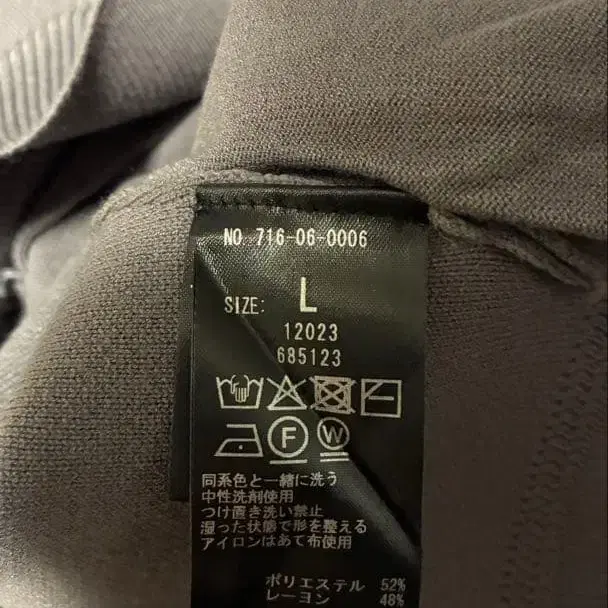 NO. 716-06-0006
SIZE: L
12023
685123
F W
同系色と一緒に洗う
中性洗剤使用
つけ置き洗い禁止
湿った状態で形を整える
アイロンはあて布使用
ポリエステル 52%
レーヨン 48%